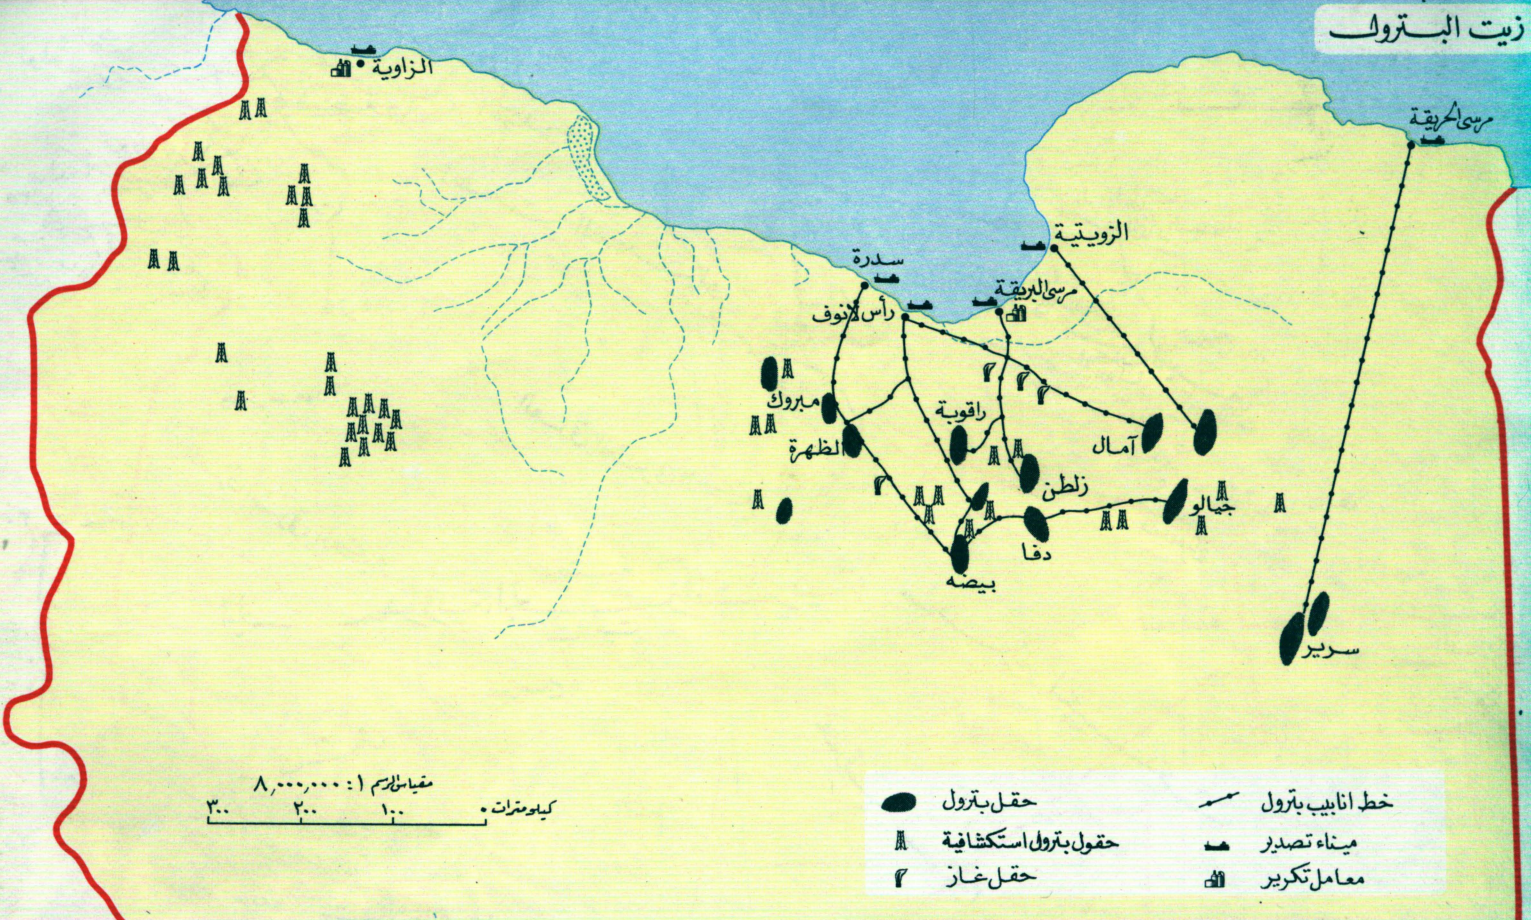 زيت البترول
الزاوية
مرسى الحريقة
الزويتينة
سدرة
مرسى البريقة
رأس لانوف
مبروك
راقوبة
الظهرة
آمال
زلطن
جيالو
دفا
بيضه
سرير
مقياس الرسم ١ : ٨,٠٠٠,٠٠٠
٣٠٠ ٢٠٠ ١٠٠ ٠ كيلومترات
حقل بترول
خط انابيب بترول
حقول بترول استكشافية
ميناء تصدير
حقل غاز
معامل تكرير